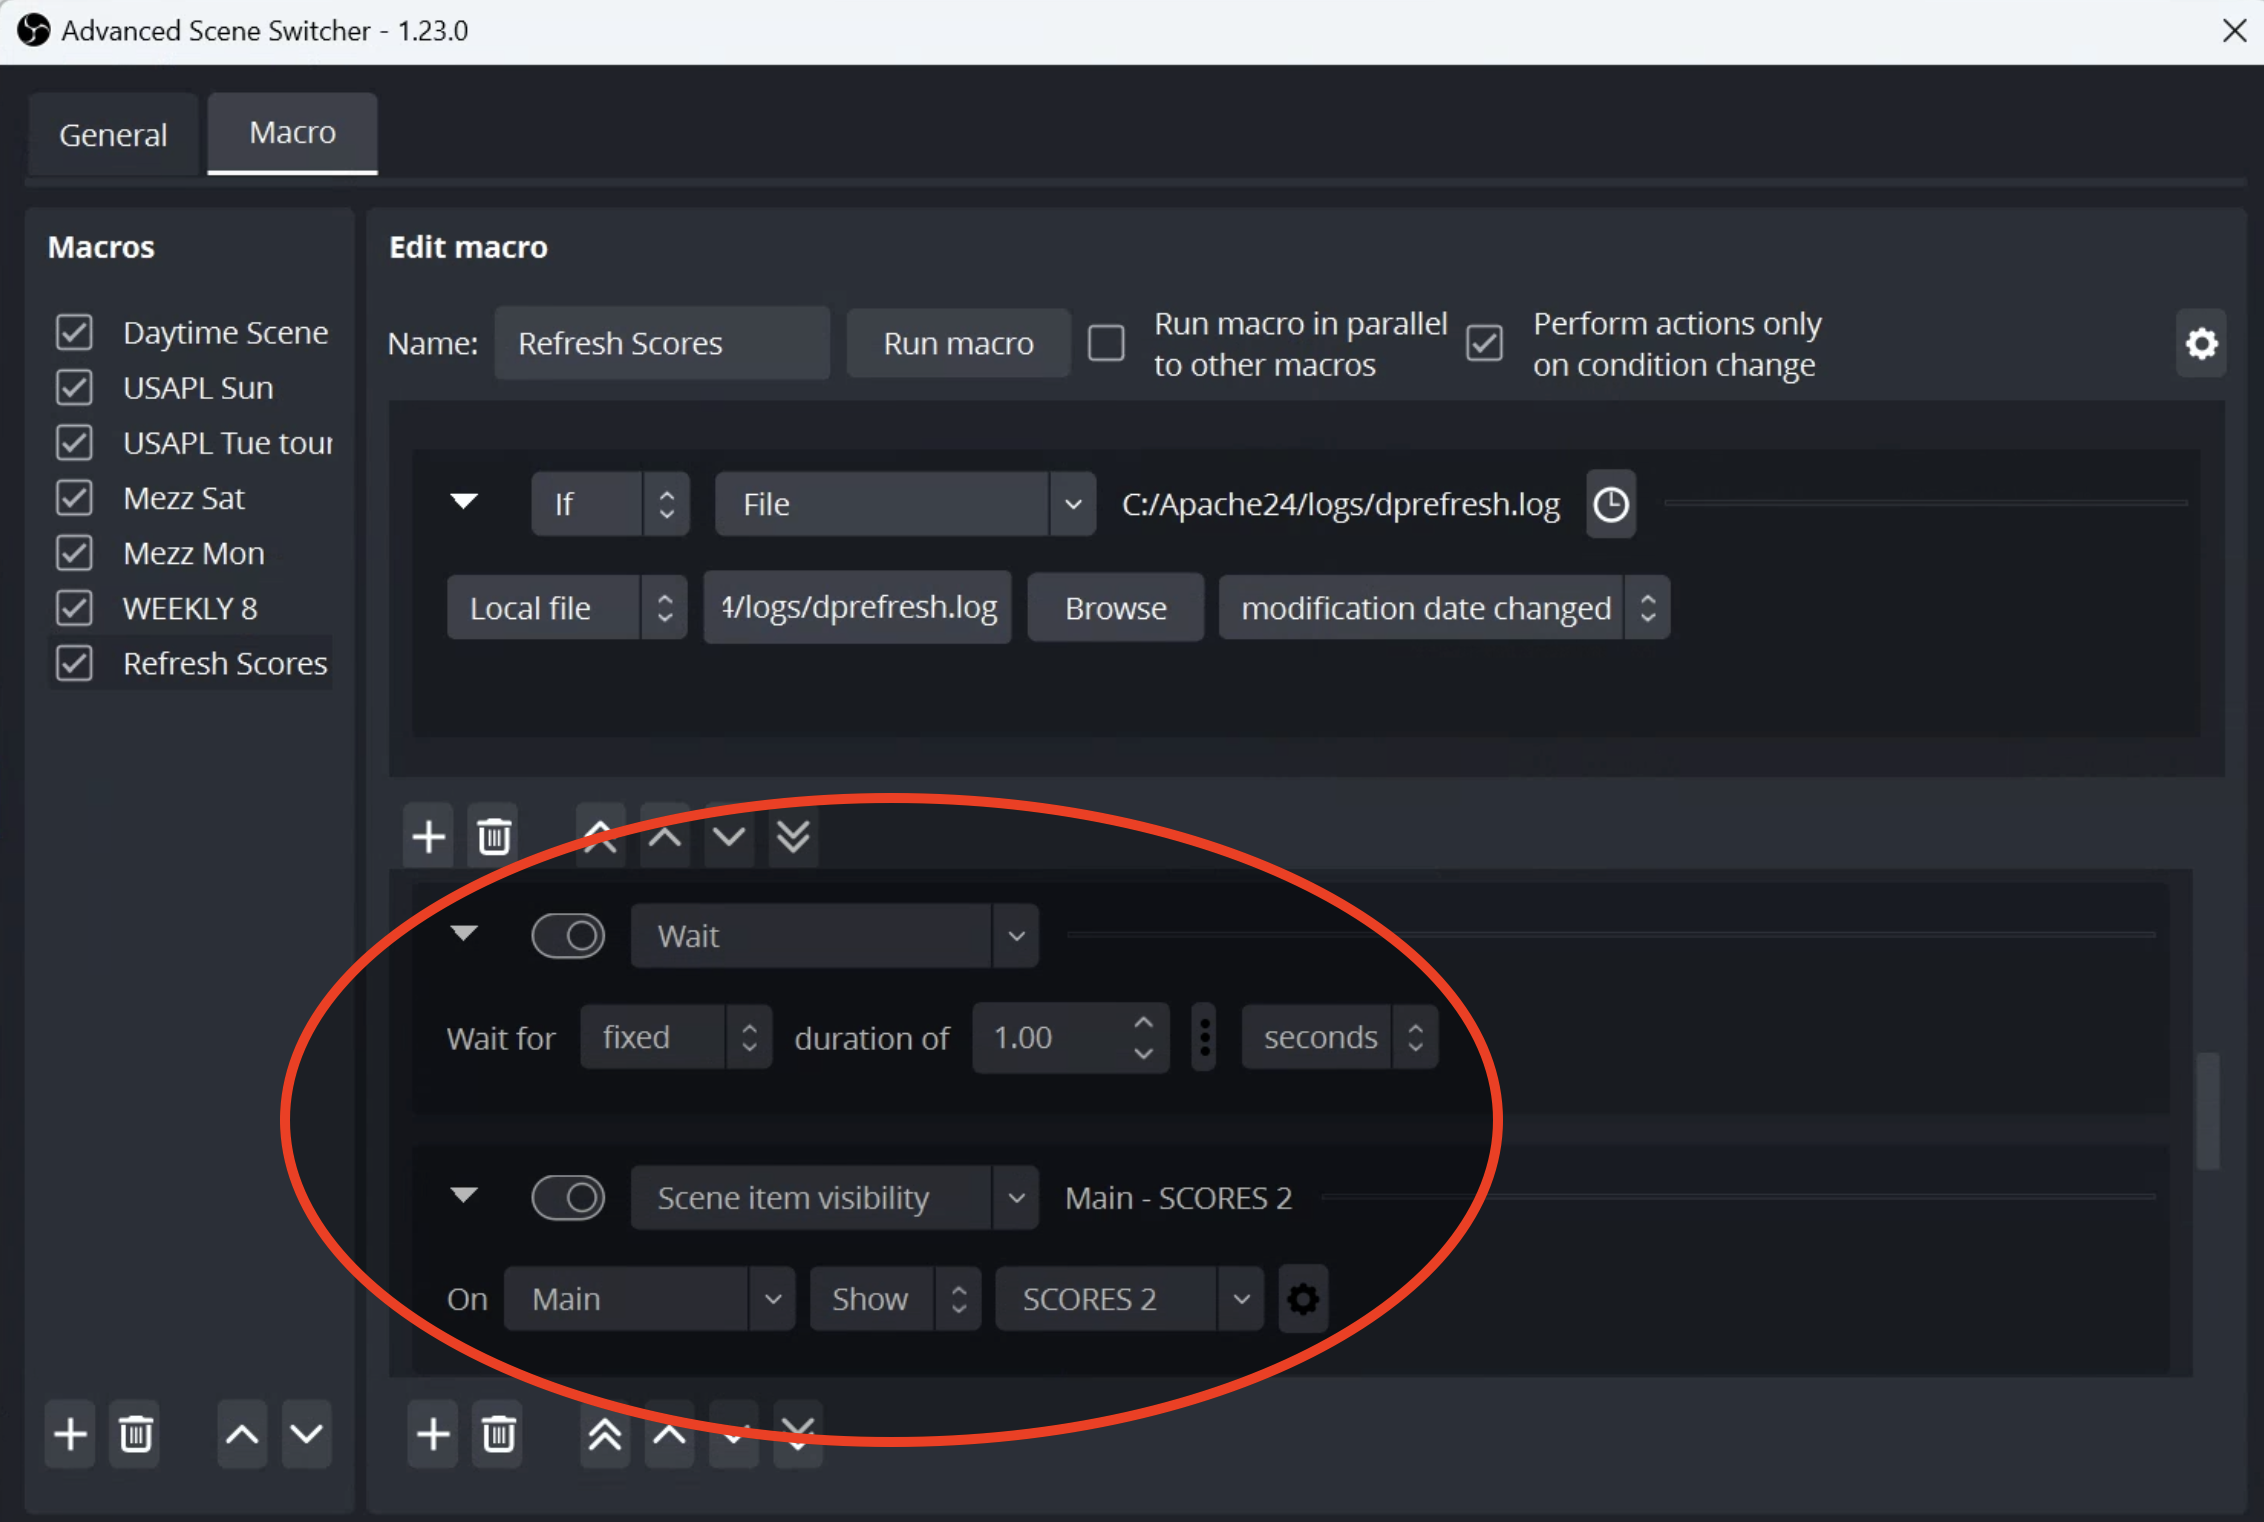 Advanced Scene Switcher - 1.23.0
General
Macro
Macros
Daytime Scene
USAPL Sun
USAPL Tue tour
Mezz Sat
Mezz Mon
WEEKLY 8
Refresh Scores
Edit macro
Name: Refresh Scores Run macro Run macro in parallel to other macros Perform actions only on condition change
If File C:/Apache24/logs/dprefresh.log
Local file 4/logs/dprefresh.log Browse modification date changed
Wait
Wait for fixed duration of 1.00 seconds
Scene item visibility Main - SCORES 2
On Main Show SCORES 2